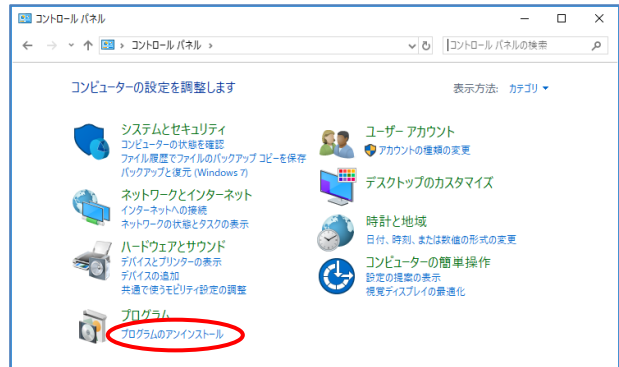 コントロール パネル
コントロール パネル
コントロール パネルの検索
コンピューターの設定を調整します
表示方法: カテゴリ
システムとセキュリティ
コンピューターの状態を確認
ファイル履歴でファイルのバックアップ コピーを保存
バックアップと復元 (Windows 7)
ネットワークとインターネット
インターネットへの接続
ネットワークの状態とタスクの表示
ハードウェアとサウンド
デバイスとプリンターの表示
デバイスの追加
共通で使うモビリティ設定の調整
プログラム
プログラムのアンインストール
ユーザー アカウント
アカウントの種類の変更
デスクトップのカスタマイズ
時計と地域
日付、時刻、または数値の形式の変更
コンピューターの簡単操作
設定の提案の表示
視覚ディスプレイの最適化